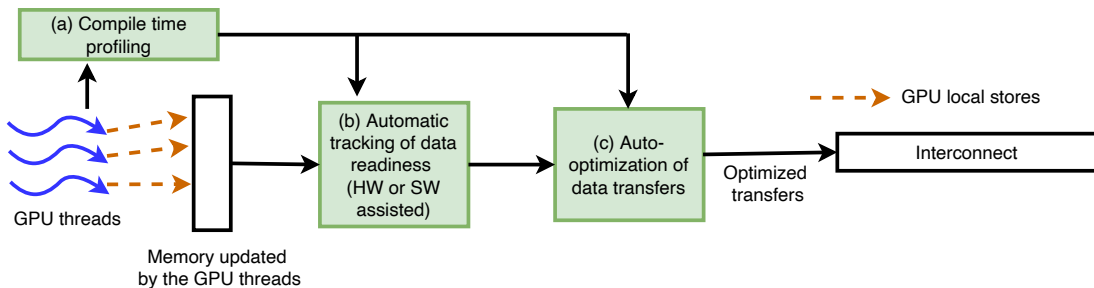 (a) Compile time
profiling
GPU threads
Memory updated
by the GPU threads
(b) Automatic
tracking of data
readiness
(HW or SW
assisted)
(c) Auto-
optimization of
data transfers
Optimized
transfers
GPU local stores
Interconnect